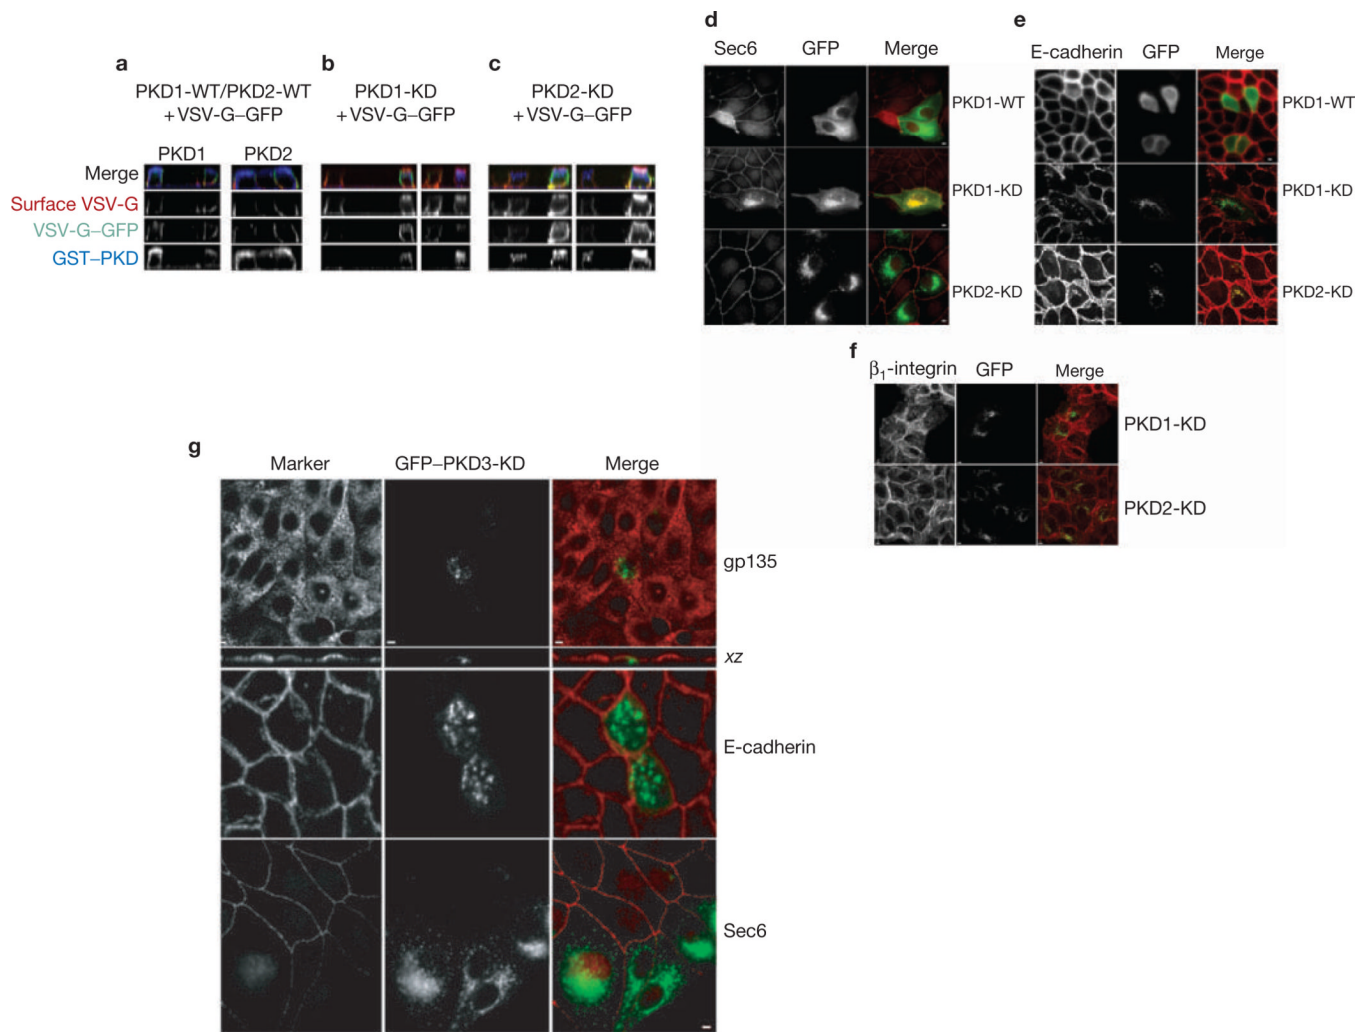 a
PKD1-WT/PKD2-WT
+VSV-G–GFP
PKD1
PKD2
b
PKD1-KD
+VSV-G–GFP
c
PKD2-KD
+VSV-G–GFP
Merge
Surface VSV-G
VSV-G–GFP
GST–PKD
d
Sec6
GFP
Merge
PKD1-WT
PKD1-KD
PKD2-KD
e
E-cadherin
GFP
Merge
PKD1-WT
PKD1-KD
PKD2-KD
f
β₁-integrin
GFP
Merge
PKD1-KD
PKD2-KD
g
Marker
GFP–PKD3-KD
Merge
gp135
xz
E-cadherin
Sec6